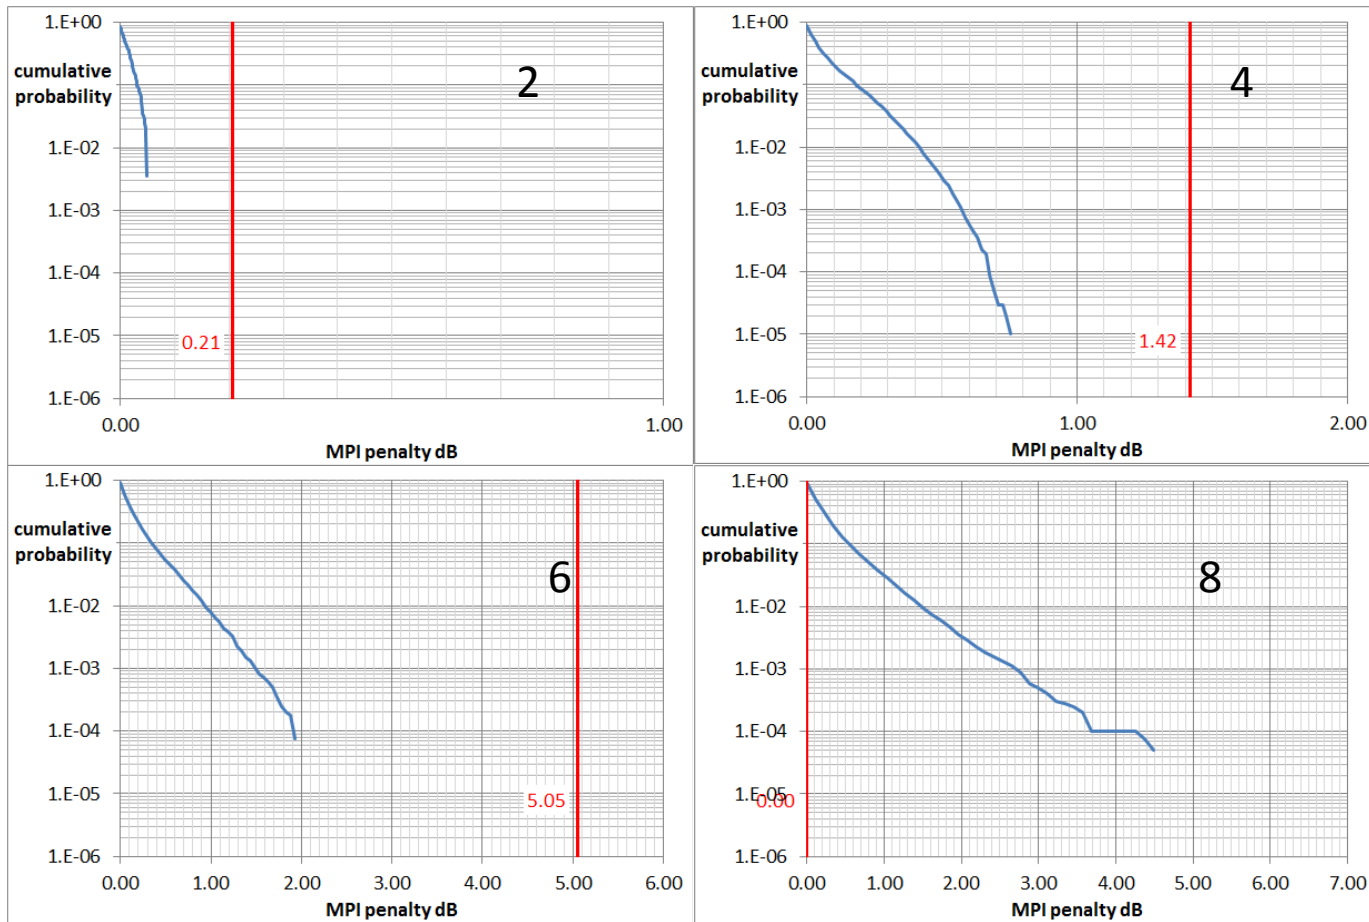 1.E+00
cumulative
probability
1.E-02
1.E-03
1.E-04
1.E-05
1.E-06
2
0.21
0.00 1.00
MPI penalty dB
1.E+00
cumulative
probability
1.E-02
1.E-03
1.E-04
1.E-05
1.E-06
4
1.42
0.00 1.00 2.00
MPI penalty dB
1.E+00
cumulative
probability
1.E-02
1.E-03
1.E-04
1.E-05
1.E-06
6
5.05
0.00 1.00 2.00 3.00 4.00 5.00 6.00
MPI penalty dB
1.E+00
cumulative
probability
1.E-02
1.E-03
1.E-04
1.E-05
1.E-06
8
0.00
0.00 1.00 2.00 3.00 4.00 5.00 6.00 7.00
MPI penalty dB